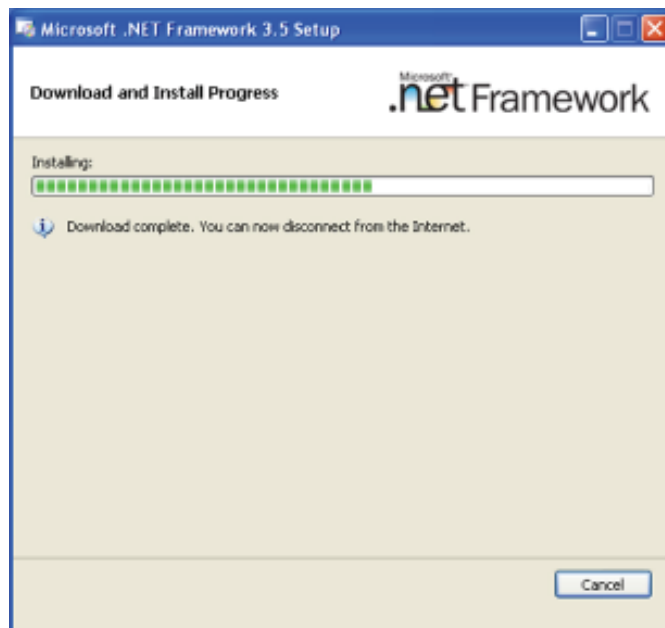 Microsoft .NET Framework 3.5 Setup
Download and Install Progress
Microsoft
.net Framework
Installing:
Download complete. You can now disconnect from the Internet.
Cancel